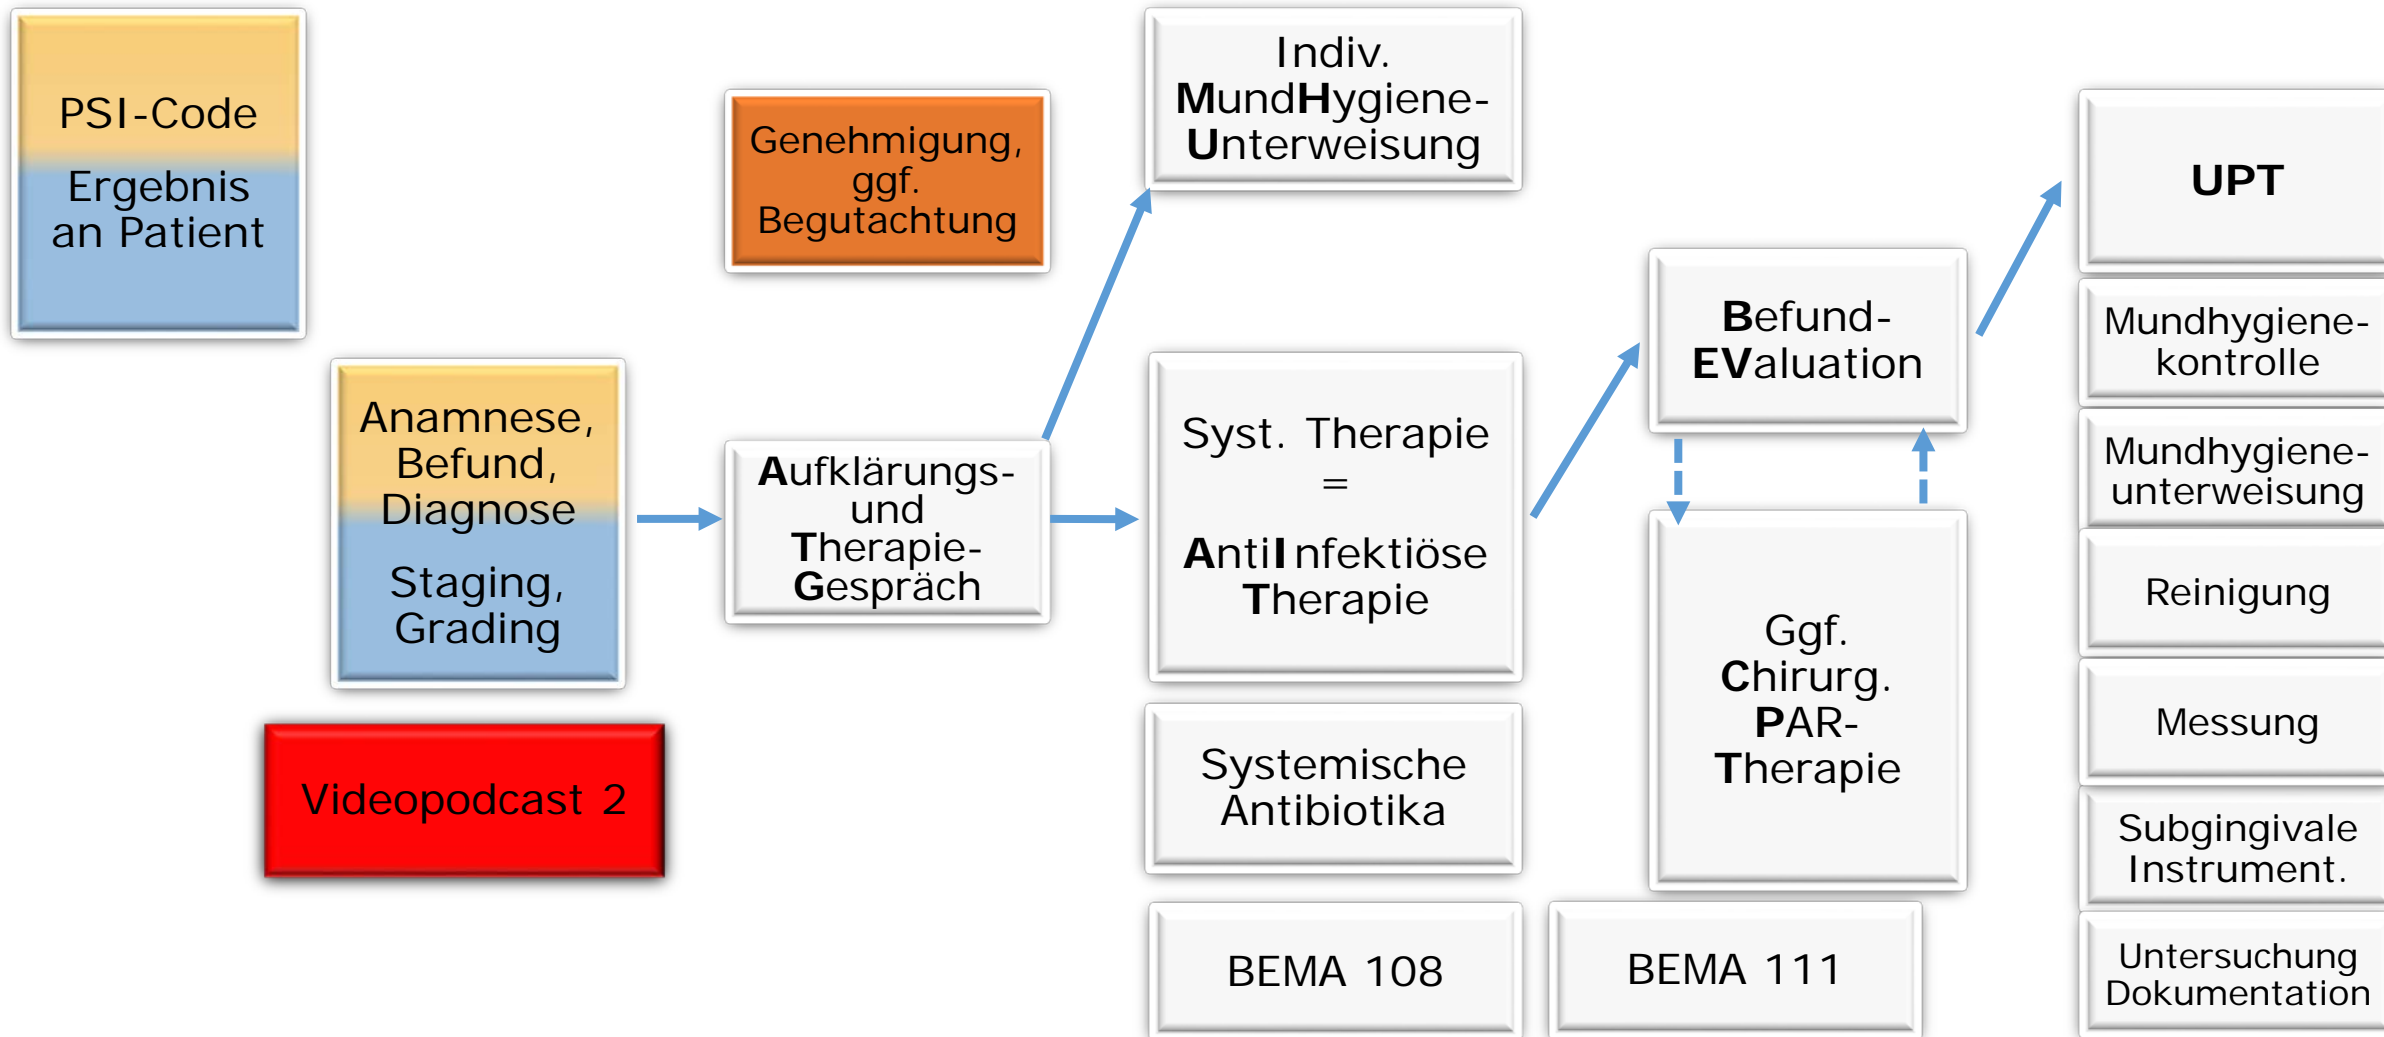 PSI-Code
Ergebnis
an Patient
Anamnese,
Befund,
Diagnose
Staging,
Grading
Videopodcast 2
Genehmigung,
ggf.
Begutachtung
Aufklärungs-
und
Therapie-
Gespräch
Indiv.
MundHygiene-
Unterweisung
Syst. Therapie
=
AntiInfektiöse
Therapie
Systemische
Antibiotika
BEMA 108
Befund-
EValuation
Ggf.
Chirurg.
PAR-
Therapie
BEMA 111
UPT
Mundhygiene-
kontrolle
Mundhygiene-
unterweisung
Reinigung
Messung
Subgingivale
Instrument.
Untersuchung
Dokumentation